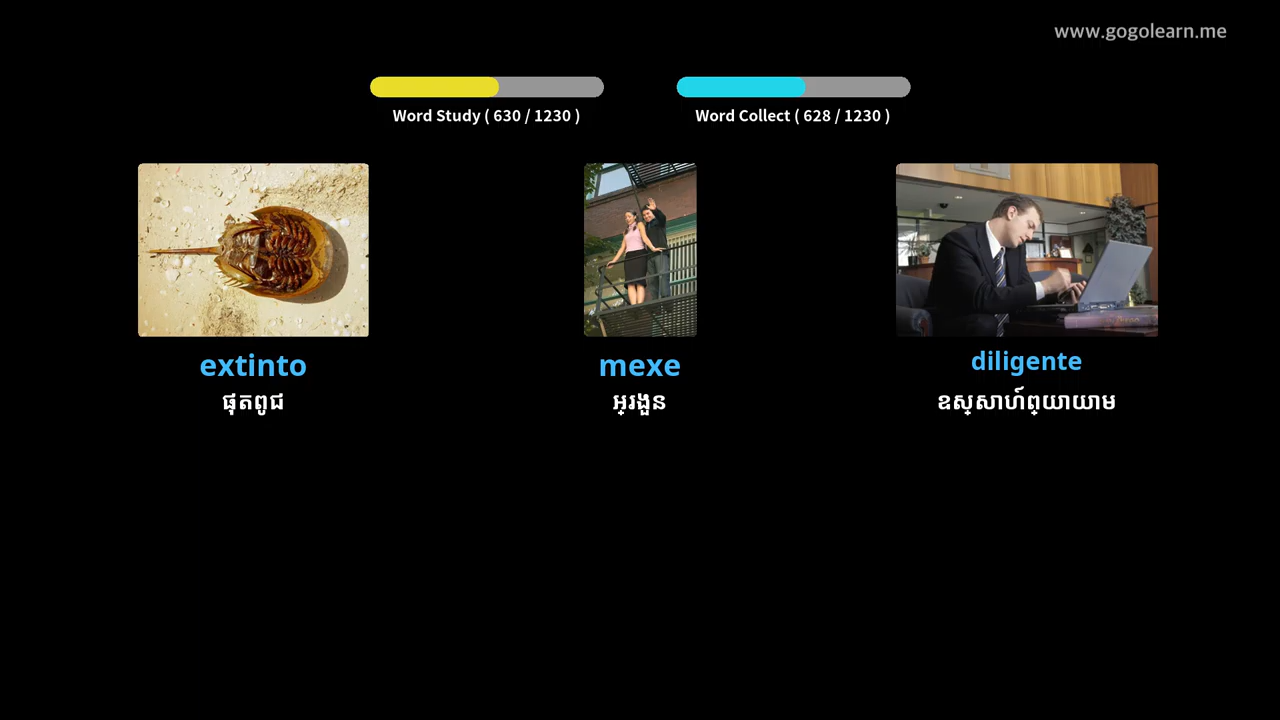 www.gogolearn.me
Word Study ( 630 / 1230 )
Word Collect ( 628 / 1230 )
extinto
mexe
diligente
ផុតពូជ
អ្រងួន
ឧស្សាហ៍ព្យាយាម